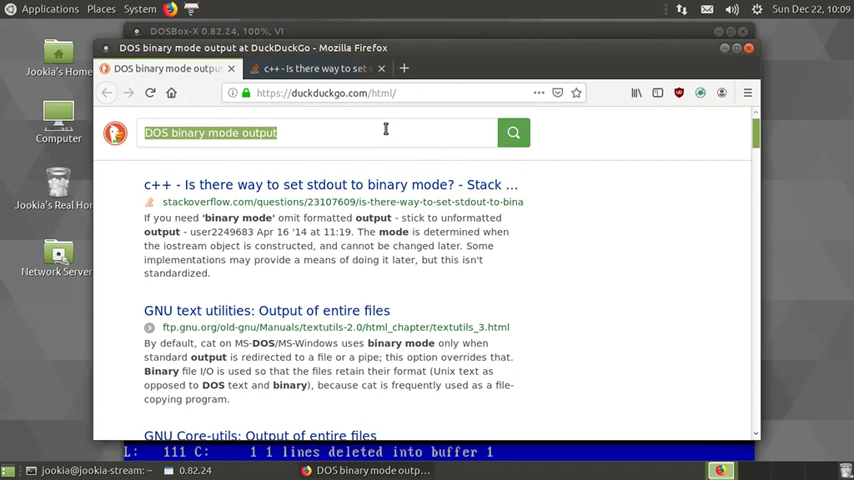 Applications Places System Sun Dec 22, 10:09
DOSBox-X 0.82.24, 100%, VI
DOS binary mode output at DuckDuckGo - Mozilla Firefox
DOS binary mode outpu c++ - Is there way to set s
https://duckduckgo.com/html/
DOS binary mode output
c++ - Is there way to set stdout to binary mode? - Stack ...
stackoverflow.com/questions/23107609/is-there-way-to-set-stdout-to-bina
If you need 'binary mode' omit formatted output - stick to unformatted
output - user2249683 Apr 16 '14 at 11:19. The mode is determined when
the iostream object is constructed, and cannot be changed later. Some
implementations may provide a means of doing it later, but this isn't
standardized.
GNU text utilities: Output of entire files
ftp.gnu.org/old-gnu/Manuals/textutils-2.0/html_chapter/textutils_3.html
By default, cat on MS-DOS/MS-Windows uses binary mode only when
standard output is redirected to a file or a pipe; this option overrides that.
Binary file I/O is used so that the files retain their format (Unix text as
opposed to DOS text and binary), because cat is frequently used as a file-
copying program.
GNU Core-utils: Output of entire files
Jookia's Home
Computer
Jookia's Real Hom
Network Server
L: 111 C: 1 1 lines deleted into buffer 1
jookia@jookia-stream: ~ 0.82.24 DOS binary mode outp...